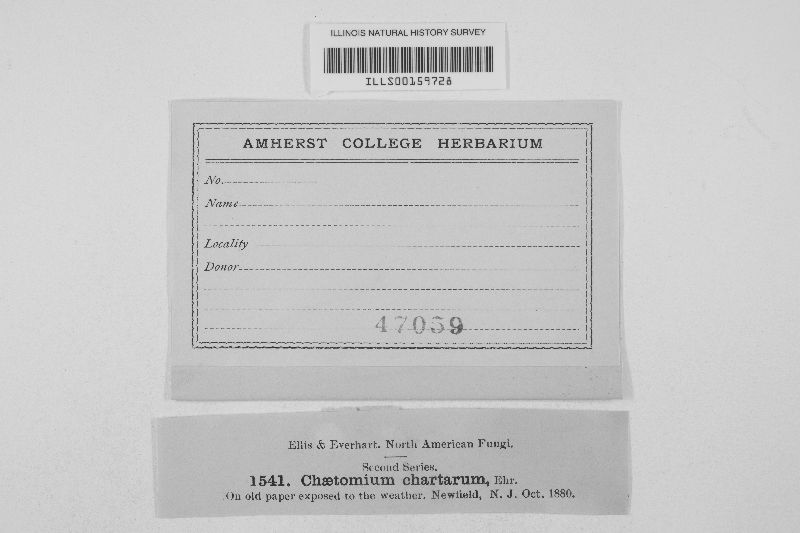 ILLINOIS NATURAL HISTORY SURVEY
ILLS00159728
AMHERST COLLEGE HERBARIUM
No.
Name
Locality
Donor
47059
Ellis & Everhart. North American Fungi.
Second Series.
1541. Chætomium chartarum, Ehr.
On old paper exposed to the weather. Newfield, N. J. Oct. 1880.